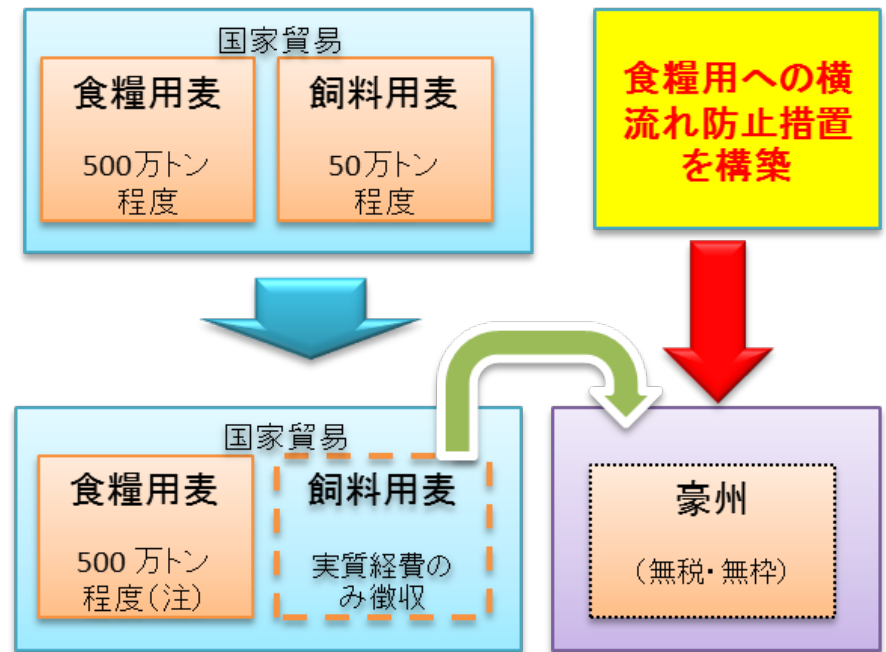 国家貿易
食糧用麦
500万トン
程度
飼料用麦
50万トン
程度
食糧用への横
流れ防止措置
を構築
国家貿易
食糧用麦
500 万トン
程度(注)
飼料用麦
実質経費の
み徴収
豪州
(無税・無枠)